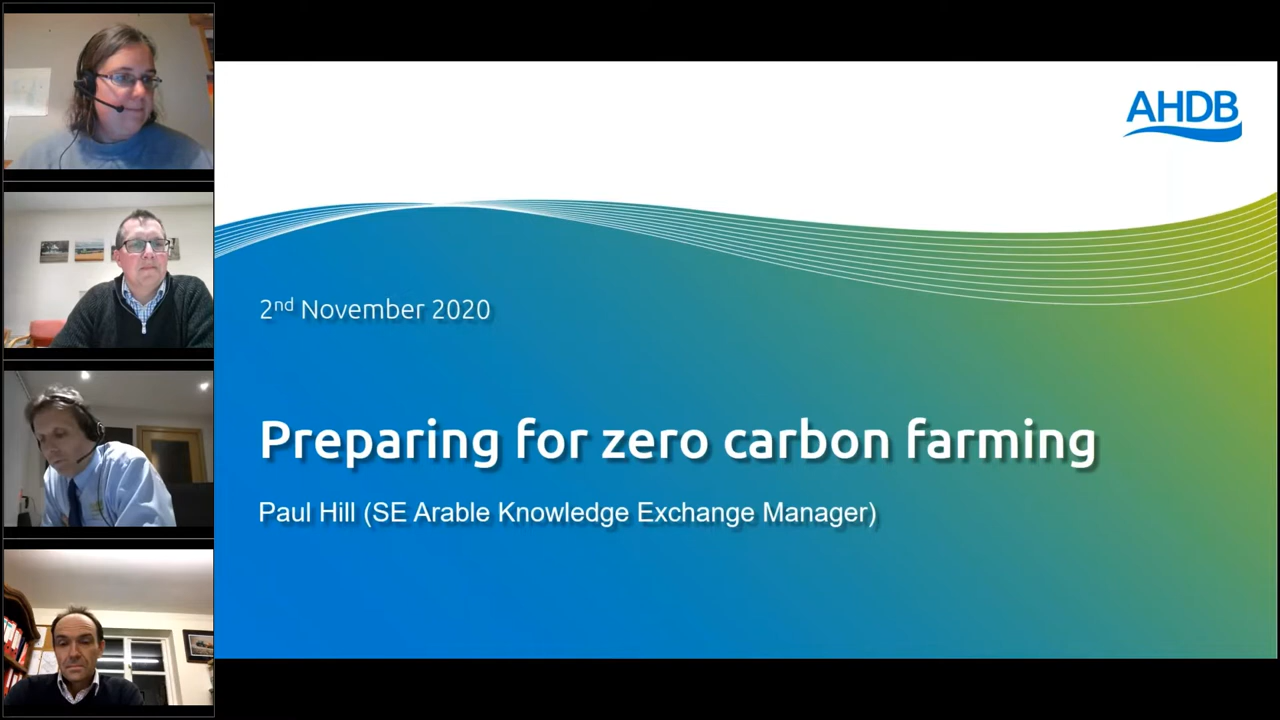 AHDB
2nd November 2020
Preparing for zero carbon farming
Paul Hill (SE Arable Knowledge Exchange Manager)